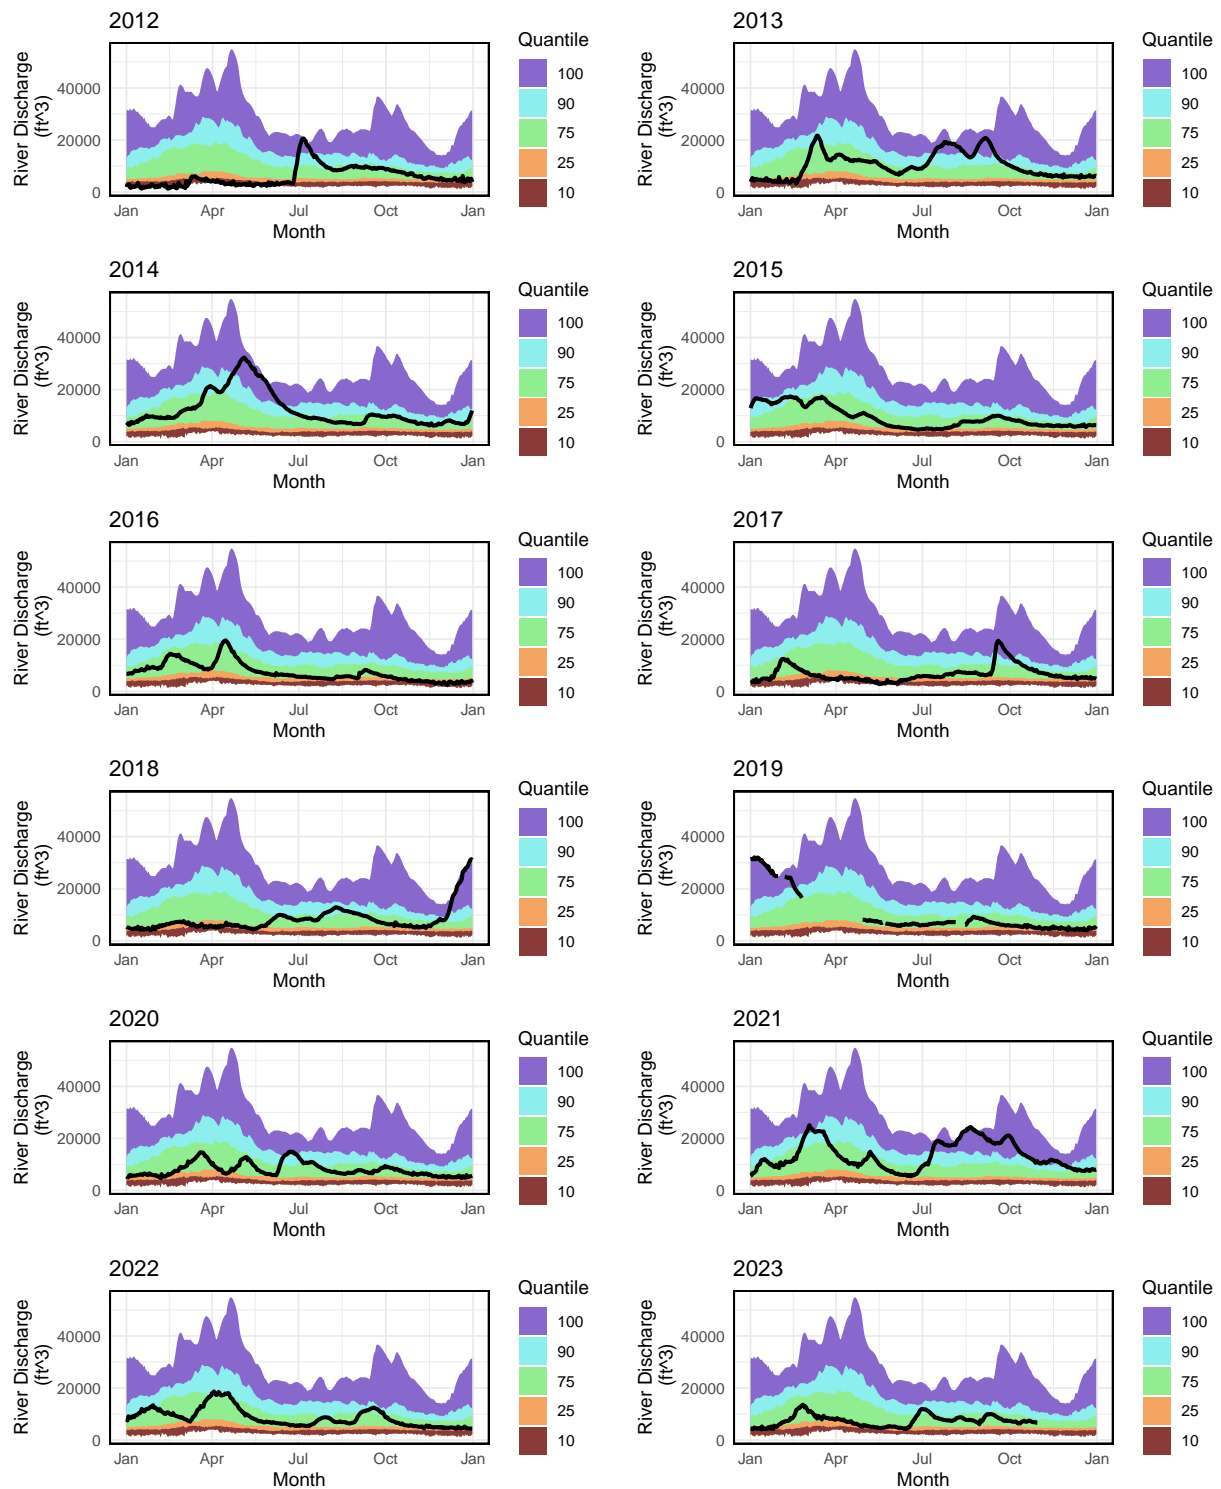 2012
River Discharge
(ft^3)
40000
20000
0
Jan
Apr
Jul
Oct
Jan
Month
Quantile
100
90
75
25
10
2013
River Discharge
(ft^3)
40000
20000
0
Jan
Apr
Jul
Oct
Jan
Month
Quantile
100
90
75
25
10
2014
River Discharge
(ft^3)
40000
20000
0
Jan
Apr
Jul
Oct
Jan
Month
Quantile
100
90
75
25
10
2015
River Discharge
(ft^3)
40000
20000
0
Jan
Apr
Jul
Oct
Jan
Month
Quantile
100
90
75
25
10
2016
River Discharge
(ft^3)
40000
20000
0
Jan
Apr
Jul
Oct
Jan
Month
Quantile
100
90
75
25
10
2017
River Discharge
(ft^3)
40000
20000
0
Jan
Apr
Jul
Oct
Jan
Month
Quantile
100
90
75
25
10
2018
River Discharge
(ft^3)
40000
20000
0
Jan
Apr
Jul
Oct
Jan
Month
Quantile
100
90
75
25
10
2019
River Discharge
(ft^3)
40000
20000
0
Jan
Apr
Jul
Oct
Jan
Month
Quantile
100
90
75
25
10
2020
River Discharge
(ft^3)
40000
20000
0
Jan
Apr
Jul
Oct
Jan
Month
Quantile
100
90
75
25
10
2021
River Discharge
(ft^3)
40000
20000
0
Jan
Apr
Jul
Oct
Jan
Month
Quantile
100
90
75
25
10
2022
River Discharge
(ft^3)
40000
20000
0
Jan
Apr
Jul
Oct
Jan
Month
Quantile
100
90
75
25
10
2023
River Discharge
(ft^3)
40000
20000
0
Jan
Apr
Jul
Oct
Jan
Month
Quantile
100
90
75
25
10